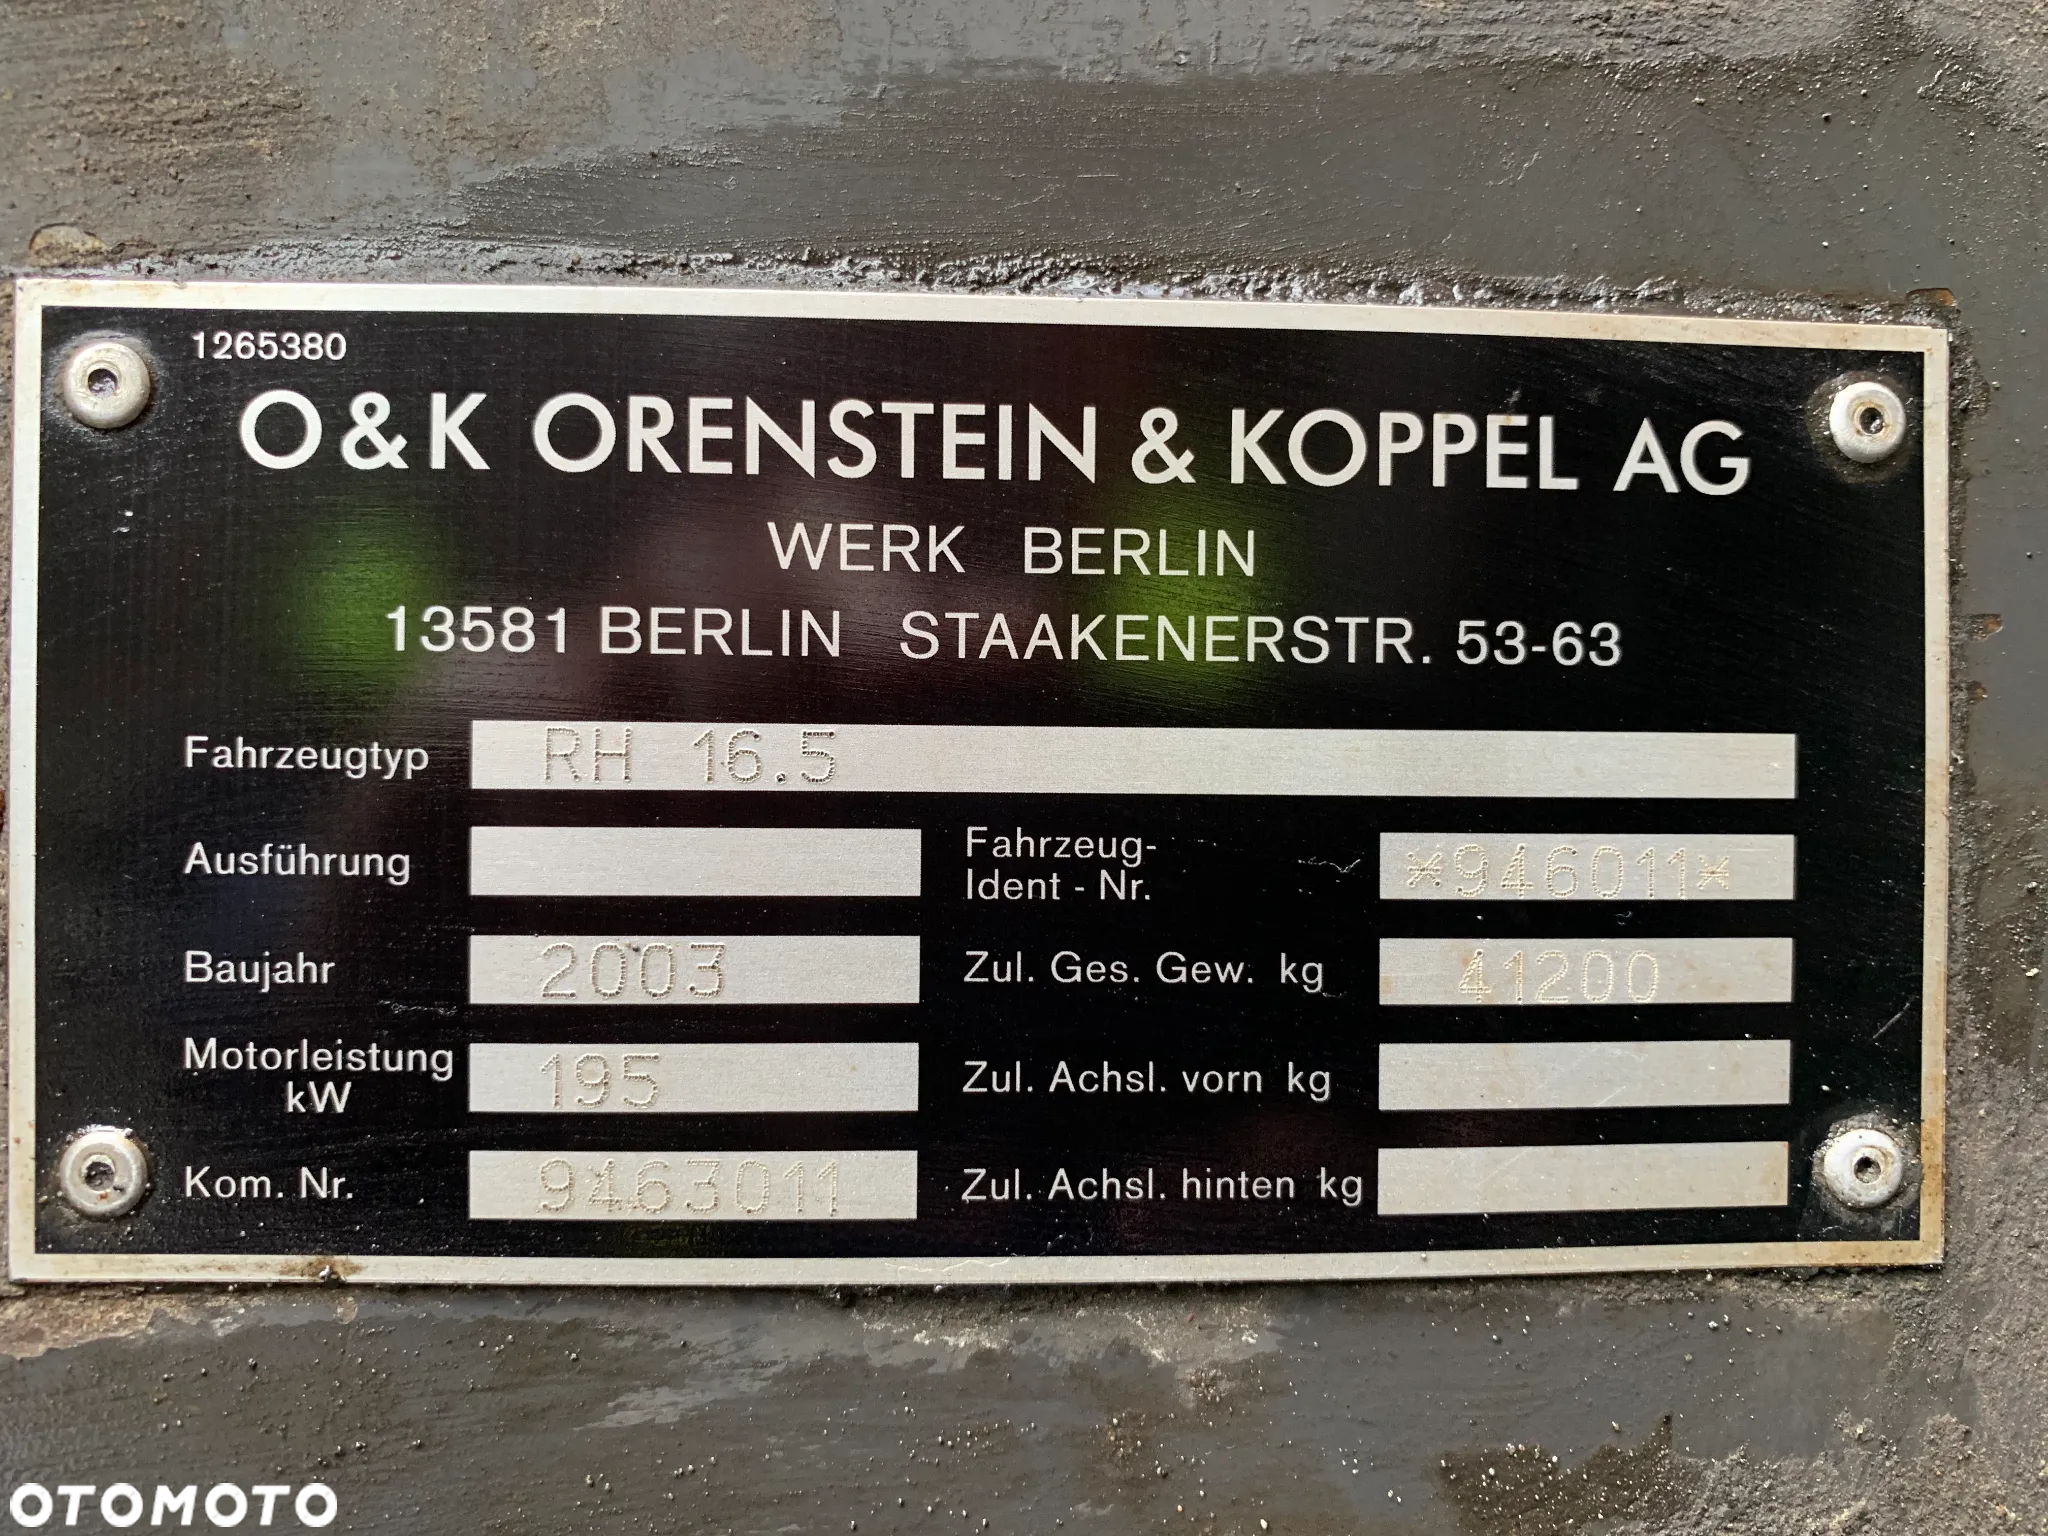 1265380
O & K ORENSTEIN & KOPPEL AG
WERK BERLIN
13581 BERLIN STAAKENERSTR. 53-63
Fahrzeugtyp RH 16.5
Ausführung
Fahrzeug-
Ident - Nr. *946011*
Baujahr 2003
Zul. Ges. Gew. kg 41200
Motorleistung
kW 195
Zul. Achsl. vorn kg
Kom. Nr. 9463011
Zul. Achsl. hinten kg
OTOMOTO